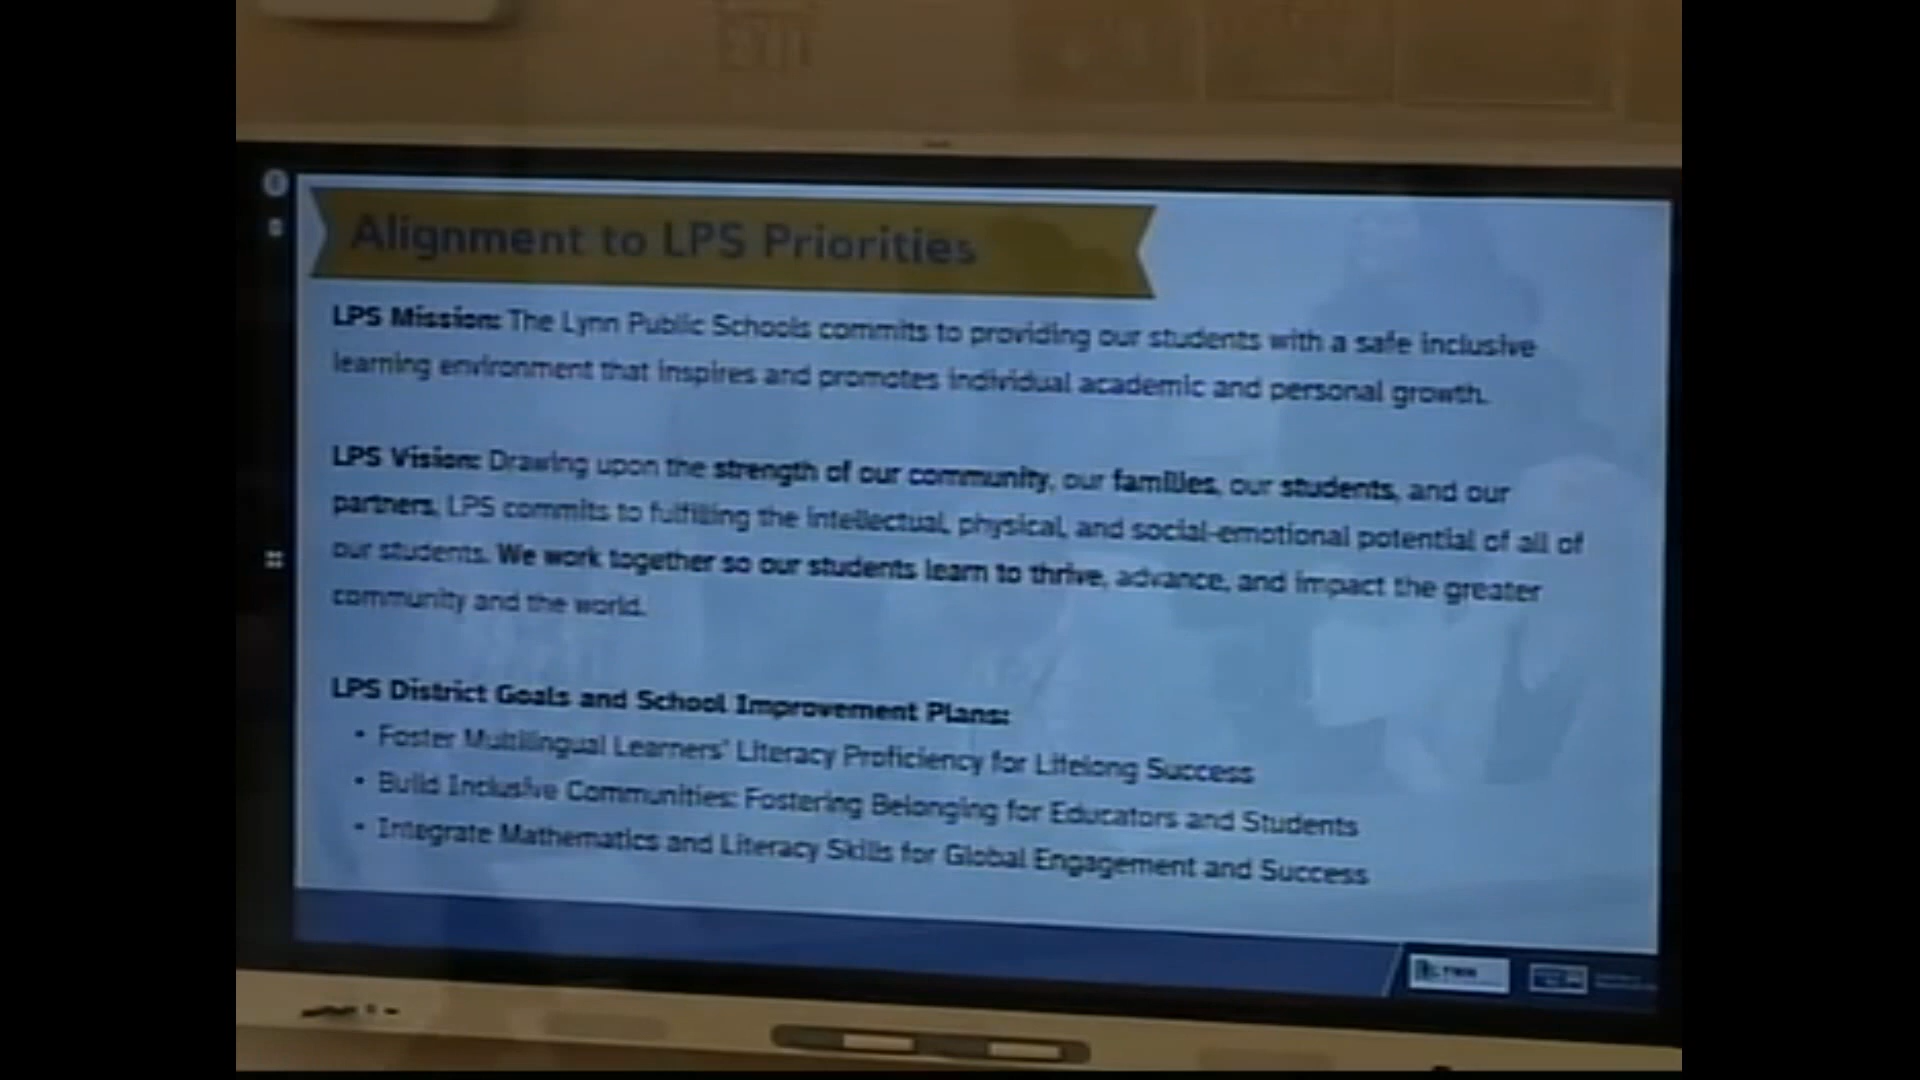 EXIT
Alignment to LPS Priorities
LPS Mission: The Lynn Public Schools commits to providing our students with a safe inclusive
learning environment that inspires and promotes individual academic and personal growth.
LPS Vision: Drawing upon the strength of our community, our families, our students, and our
partners, LPS commits to fulfilling the intellectual, physical, and social-emotional potential of all of
our students. We work together so our students learn to thrive, advance, and impact the greater
community and the world.
LPS District Goals and School Improvement Plans:
• Foster Multilingual Learners' Literacy Proficiency for Lifelong Success
• Build Inclusive Communities: Fostering Belonging for Educators and Students
• Integrate Mathematics and Literacy Skills for Global Engagement and Success